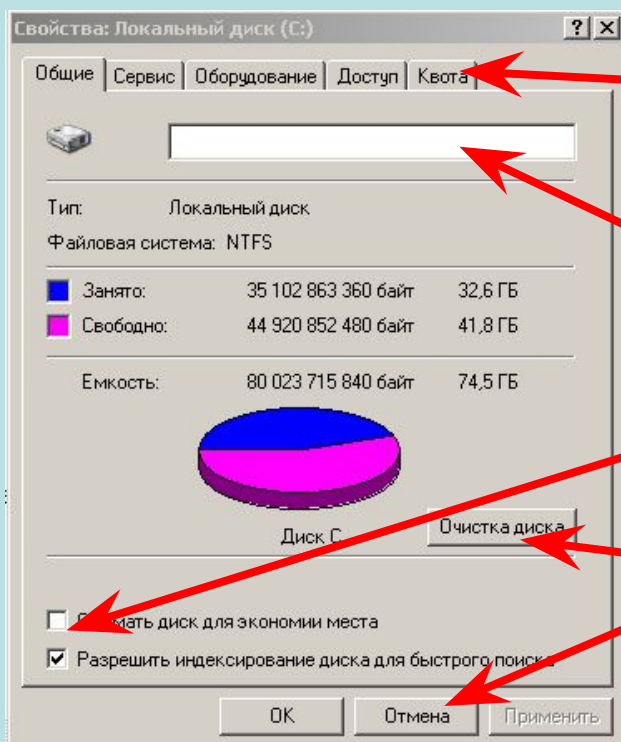 Свойства: Локальный диск (C:)
Общие Сервис Оборудование Доступ Квота
Тип: Локальный диск
Файловая система: NTFS
Занято: 35 102 863 360 байт 32,6 ГБ
Свободно: 44 920 852 480 байт 41,8 ГБ
Емкость: 80 023 715 840 байт 74,5 ГБ
Диск C
Очистка диска
диск для экономии места
Разрешить индексирование диска для быстрого поиска
OK Отмена Применить